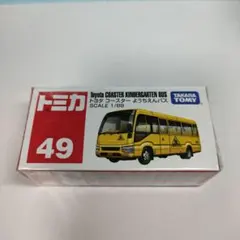 トミカ
49
Toyota COASTER KINDERGARTEN BUS
トヨタ コースター ようちえんバス
SCALE 1/89
TAKARA
TOMY